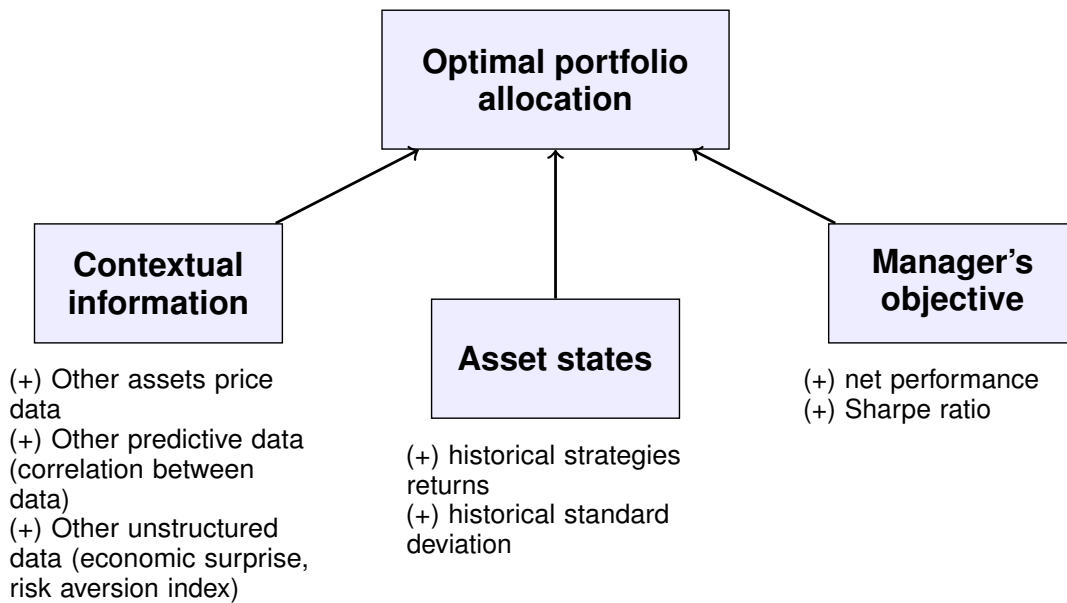 Optimal portfolio
allocation
Contextual
information
(+) Other assets price
data
(+) Other predictive data
(correlation between
data)
(+) Other unstructured
data (economic surprise,
risk aversion index)
Asset states
(+) historical strategies
returns
(+) historical standard
deviation
Manager's
objective
(+) net performance
(+) Sharpe ratio